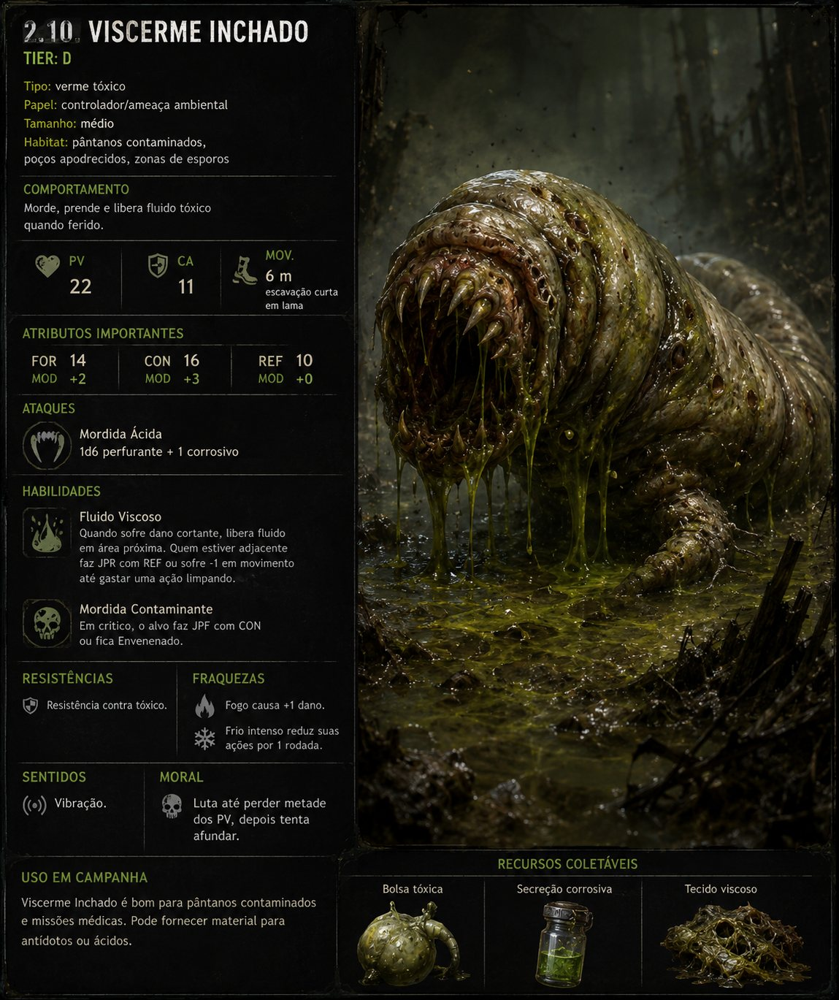 2.10. VISCERME INCHADO
TIER: D
Tipo: verme tóxico
Papel: controlador/ameaça ambiental
Tamanho: médio
Habitat: pântanos contaminados,
poços apodrecidos, zonas de esporos
COMPORTAMENTO
Morde, prende e libera fluido tóxico
quando ferido.
PV
22
CA
11
MOV.
6 m
escavação curta
em lama
ATRIBUTOS IMPORTANTES
FOR 14
MOD +2
CON 16
MOD +3
REF 10
MOD +0
ATAQUES
Mordida Ácida
1d6 perfurante + 1 corrosivo
HABILIDADES
Fluido Viscoso
Quando sofre dano cortante, libera fluido
em área próxima. Quem estiver adjacente
faz JPR com REF ou sofre -1 em movimento
até gastar uma ação limpando.
Mordida Contaminante
Em crítico, o alvo faz JPF com CON
ou fica Envenenado.
RESISTÊNCIAS
Resistência contra tóxico.
FRAQUEZAS
Fogo causa +1 dano.
Frio intenso reduz suas
ações por 1 rodada.
SENTIDOS
Vibração.
MORAL
Luta até perder metade
dos PV, depois tenta
afundar.
USO EM CAMPANHA
Viscerme Inchado é bom para pântanos contaminados
e missões médicas. Pode fornecer material para
antídotos ou ácidos.
RECURSOS COLETÁVEIS
Bolsa tóxica
Secreção corrosiva
Tecido viscoso